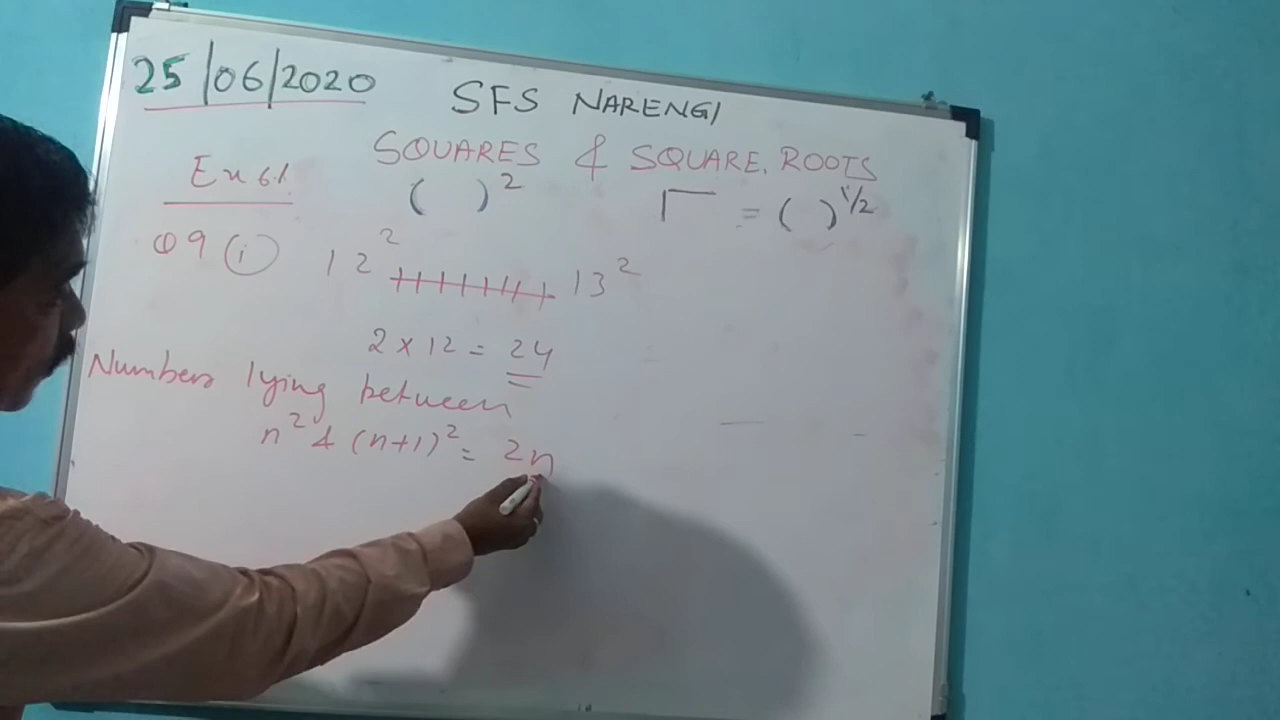 25/06/2020
SFS NARENGI
SQUARES & SQUARE ROOTS
Ex 6.1
( )² √ = ( )^1/2
Q9 (i) 12² 13²
2 × 12 = 24
Numbers lying between
n² & (n+1)² = 2n